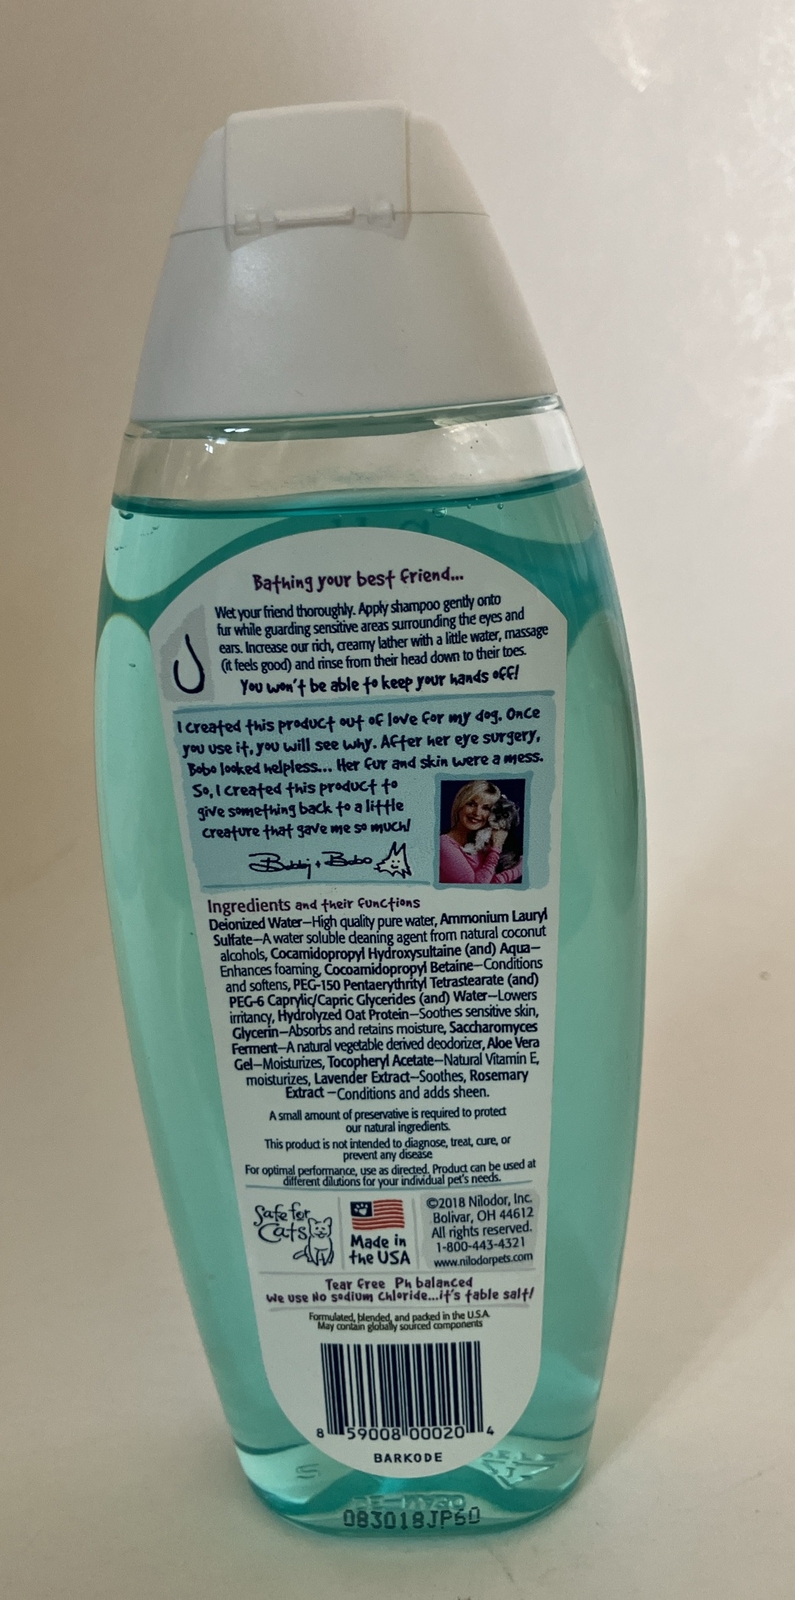 Bathing your best friend...
Wet your friend thoroughly. Apply shampoo gently onto
fur while guarding sensitive areas surrounding the eyes and
ears. Increase our rich, creamy lather with a little water, massage
(it feels good) and rinse from their head down to their toes.
You won't be able to keep your hands off!
I created this product out of love for my dog. Once
you use it, you will see why. After her eye surgery,
Bobo looked helpless... Her fur and skin were a mess.
So, I created this product to
give something back to a little
creature that gave me so much!
Bobbi + Bobo
Ingredients and their functions
Deionized Water—High quality pure water, Ammonium Lauryl
Sulfate—A water soluble cleaning agent from natural coconut
alcohols, Cocamidopropyl Hydroxysultaine (and) Aqua—
Enhances foaming, Cocoamidopropyl Betaine—Conditions
and softens, PEG-150 Pentaerythrityl Tetrastearate (and)
PEG-6 Caprylic/Capric Glycerides (and) Water—Lowers
irritancy, Hydrolyzed Oat Protein—Soothes sensitive skin,
Glycerin—Absorbs and retains moisture, Saccharomyces
Ferment—A natural vegetable derived deodorizer, Aloe Vera
Gel—Moisturizes, Tocopheryl Acetate—Natural Vitamin E,
moisturizes, Lavender Extract—Soothes, Rosemary
Extract —Conditions and adds sheen.
A small amount of preservative is required to protect
our natural ingredients.
This product is not intended to diagnose, treat, cure, or
prevent any disease
For optimal performance, use as directed. Product can be used at
different dilutions for your individual pet's needs.
Safe for
Cats
Made in
the USA
©2018 Nilodor, Inc.
Bolivar, OH 44612
All rights reserved.
1-800-443-4321
www.nilodorpets.com
Tear Free Ph balanced
We use No sodium chloride...it's table salt!
Formulated, blended, and packed in the U.S.A.
May contain globally sourced components
8 59008 00020 4
BARKODE
083018JP60